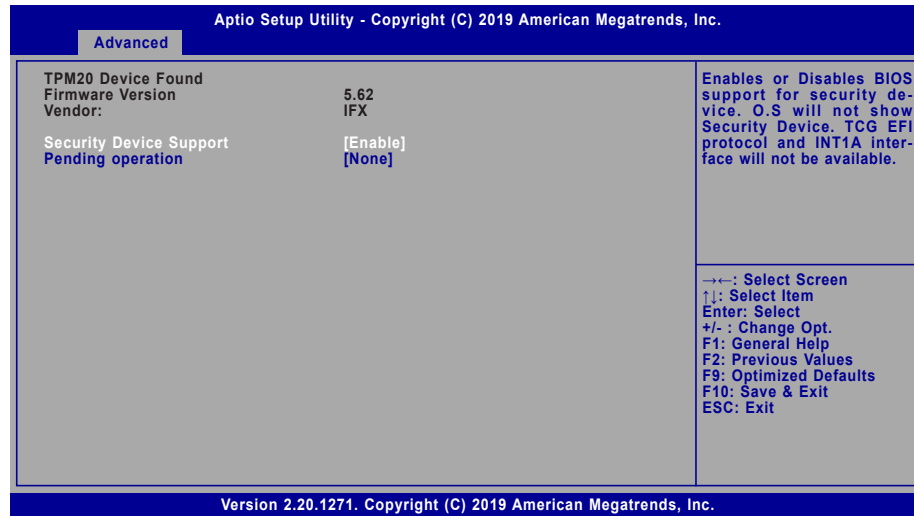 Aptio Setup Utility - Copyright (C) 2019 American Megatrends, Inc.
Advanced
TPM20 Device Found
Firmware Version 5.62
Vendor: IFX
Security Device Support [Enable]
Pending operation [None]
Enables or Disables BIOS
support for security de-
vice. O.S will not show
Security Device. TCG EFI
protocol and INT1A inter-
face will not be available.
→←: Select Screen
↑↓: Select Item
Enter: Select
+/- : Change Opt.
F1: General Help
F2: Previous Values
F9: Optimized Defaults
F10: Save & Exit
ESC: Exit
Version 2.20.1271. Copyright (C) 2019 American Megatrends, Inc.